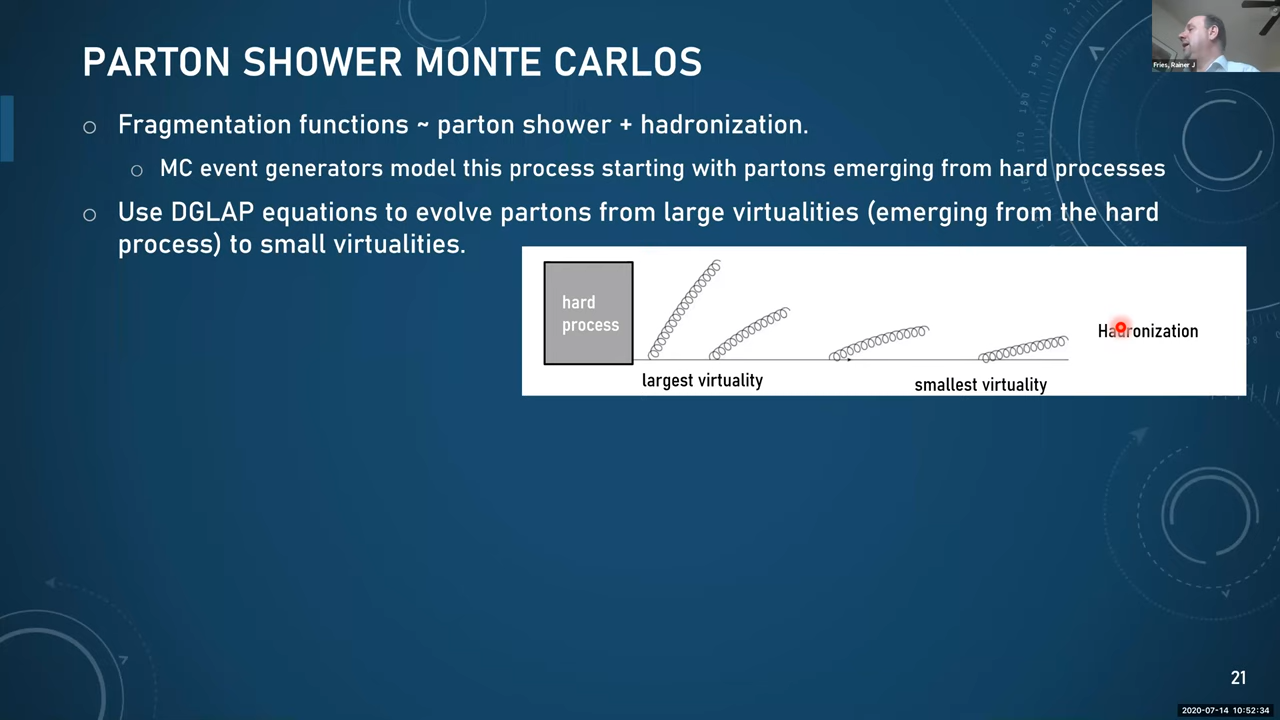 PARTON SHOWER MONTE CARLOS
Fries, Rainer J
Fragmentation functions ~ parton shower + hadronization.
MC event generators model this process starting with partons emerging from hard processes
Use DGLAP equations to evolve partons from large virtualities (emerging from the hard
process) to small virtualities.
hard
process
Hadronization
largest virtuality
smallest virtuality
21
2020-07-14 10:52:34